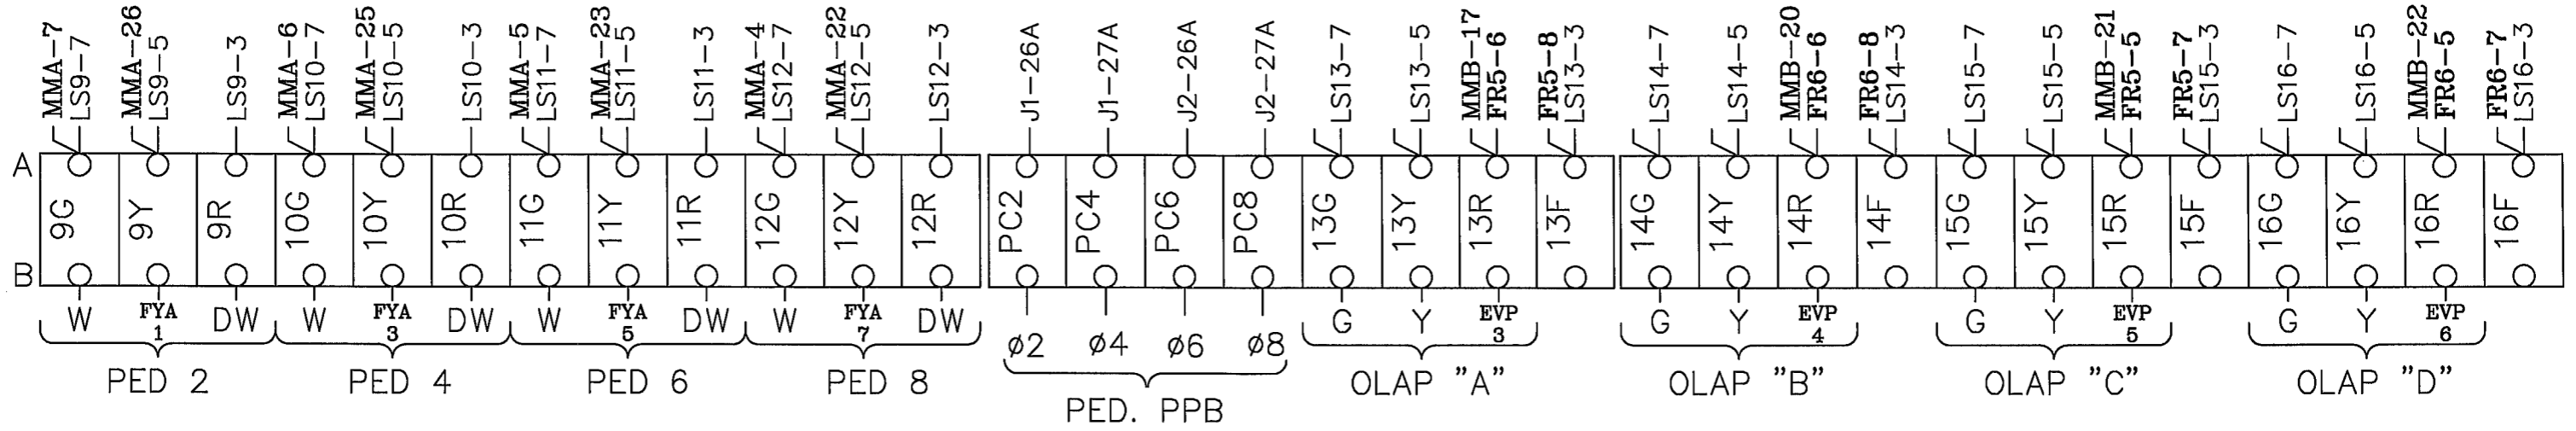 MMA-7
LS9-7
MMA-26
LS9-5
LS9-3
MMA-6
LS10-7
MMA-25
LS10-5
LS10-3
MMA-5
LS11-7
MMA-23
LS11-5
LS11-3
MMA-4
LS12-7
MMA-22
LS12-5
LS12-3
J1-26A
J1-27A
J2-26A
J2-27A
LS13-7
LS13-5
MMB-17
FR5-6
FR5-8
LS13-3
LS14-7
LS14-5
MMB-20
FR6-6
FR6-8
LS14-3
LS15-7
LS15-5
MMB-21
FR5-5
FR5-7
LS15-3
LS16-7
LS16-5
MMB-22
FR6-5
FR6-7
LS16-3
A
9G
9Y
9R
10G
10Y
10R
11G
11Y
11R
12G
12Y
12R
PC2
PC4
PC6
PC8
13G
13Y
13R
13F
14G
14Y
14R
14F
15G
15Y
15R
15F
16G
16Y
16R
16F
B
W
FYA
1
DW
W
FYA
3
DW
W
FYA
5
DW
W
FYA
7
DW
ø2
ø4
ø6
ø8
G
Y
EVP
3
G
Y
EVP
4
G
Y
EVP
5
G
Y
EVP
6
PED 2
PED 4
PED 6
PED 8
PED. PPB
OLAP "A"
OLAP "B"
OLAP "C"
OLAP "D"